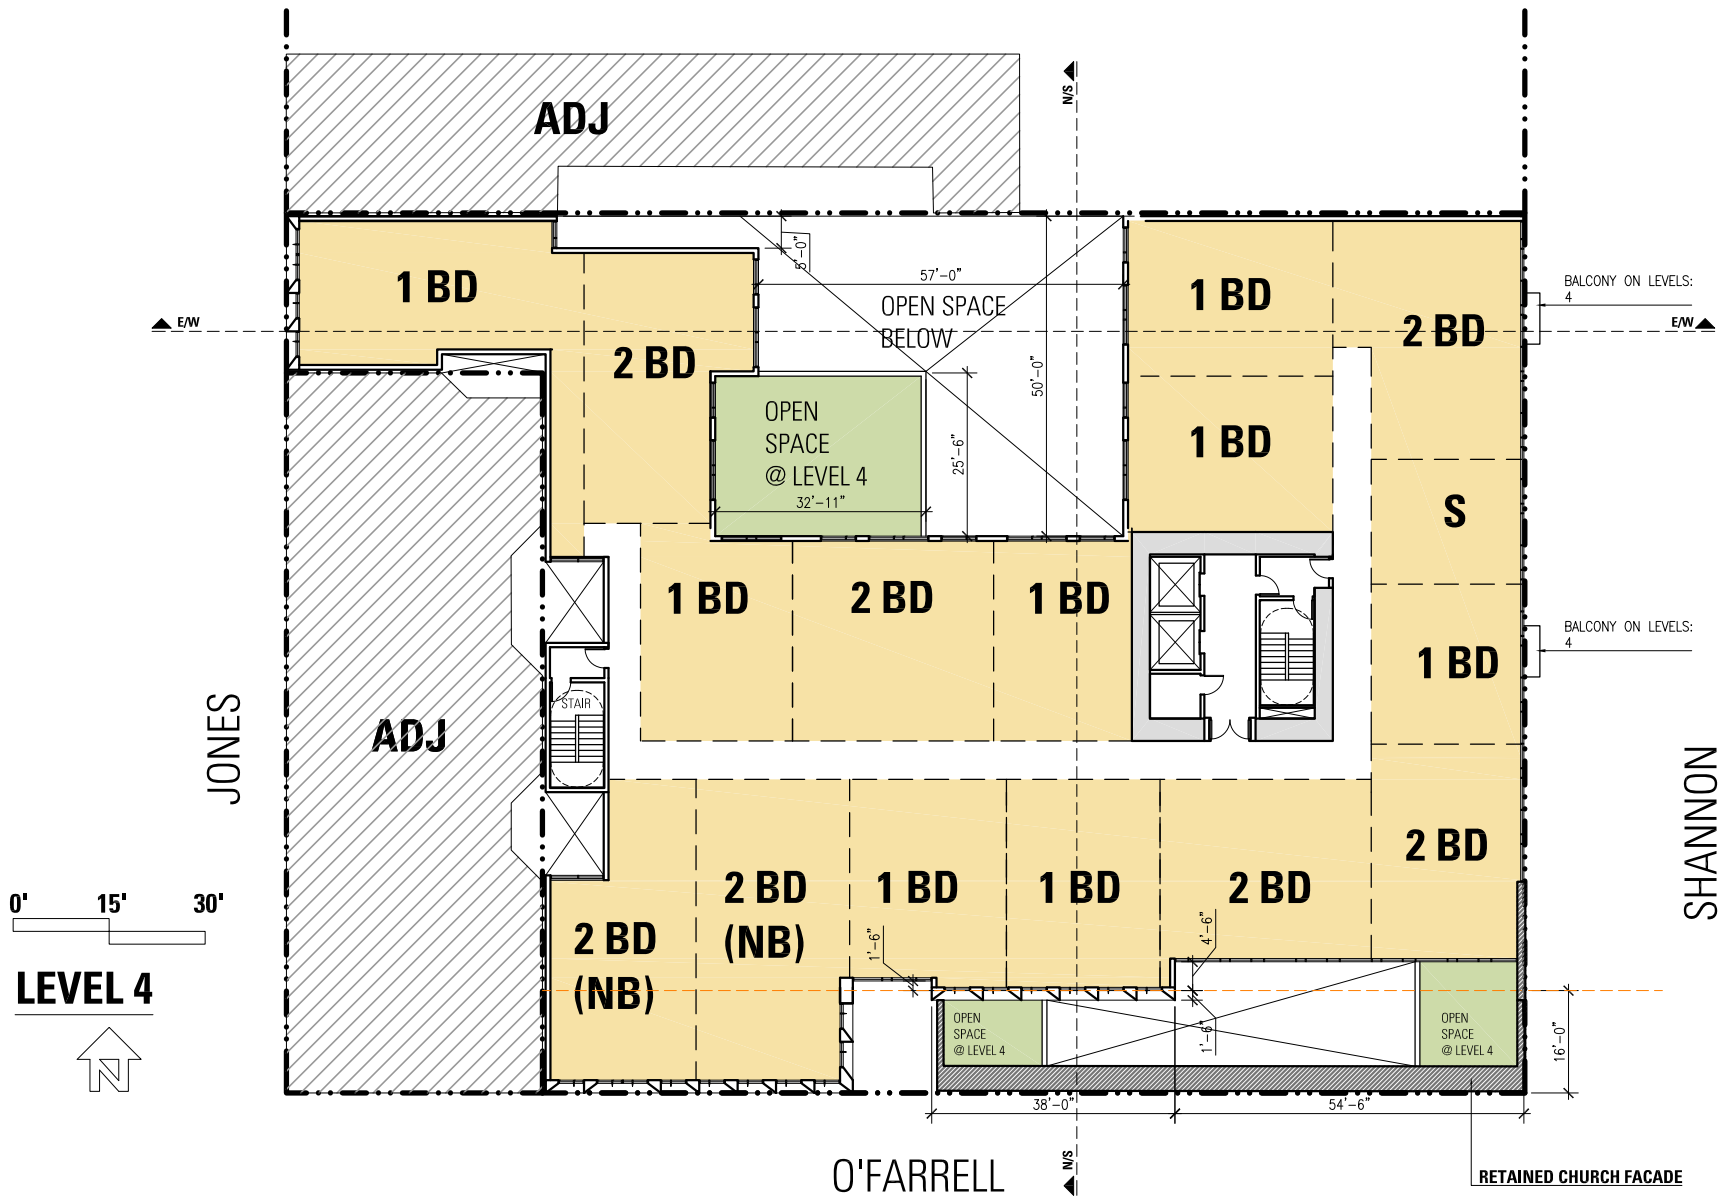 ADJ
N/S
5'-0"
57'-0"
OPEN SPACE
BELOW
50'-0"
1 BD
1 BD
2 BD
BALCONY ON LEVELS:
4
E/W
E/W
2 BD
OPEN
SPACE
@ LEVEL 4
32'-11"
25'-6"
1 BD
S
1 BD
2 BD
1 BD
BALCONY ON LEVELS:
4
1 BD
STAIR
ADJ
JONES
SHANNON
2 BD
2 BD
(NB)
2 BD
(NB)
1 BD
1 BD
2 BD
1'-6"
4'-6"
1'-6"
16'-0"
0'
15'
30'
LEVEL 4
N
OPEN
SPACE
@ LEVEL 4
OPEN
SPACE
@ LEVEL 4
38'-0"
54'-6"
N/S
O'FARRELL
RETAINED CHURCH FACADE